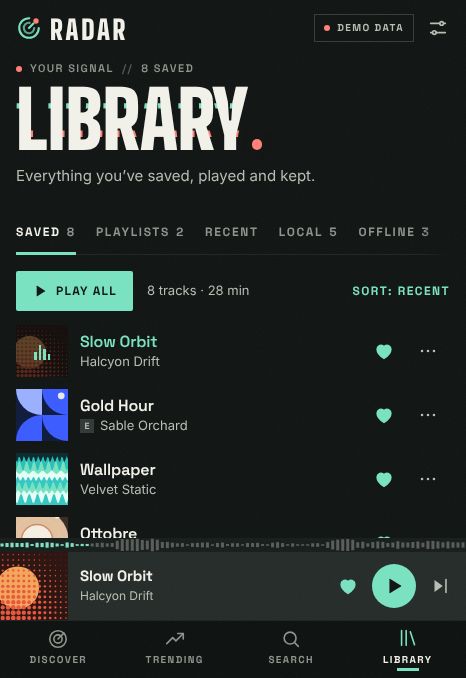 RADAR
DEMO DATA
YOUR SIGNAL // 8 SAVED
LIBRARY.
Everything you’ve saved, played and kept.
SAVED 8 PLAYLISTS 2 RECENT LOCAL 5 OFFLINE 3
PLAY ALL 8 tracks · 28 min SORT: RECENT
Slow Orbit
Halcyon Drift
Gold Hour
E Sable Orchard
Wallpaper
Velvet Static
Ottobre
Slow Orbit
Halcyon Drift
DISCOVER TRENDING SEARCH LIBRARY